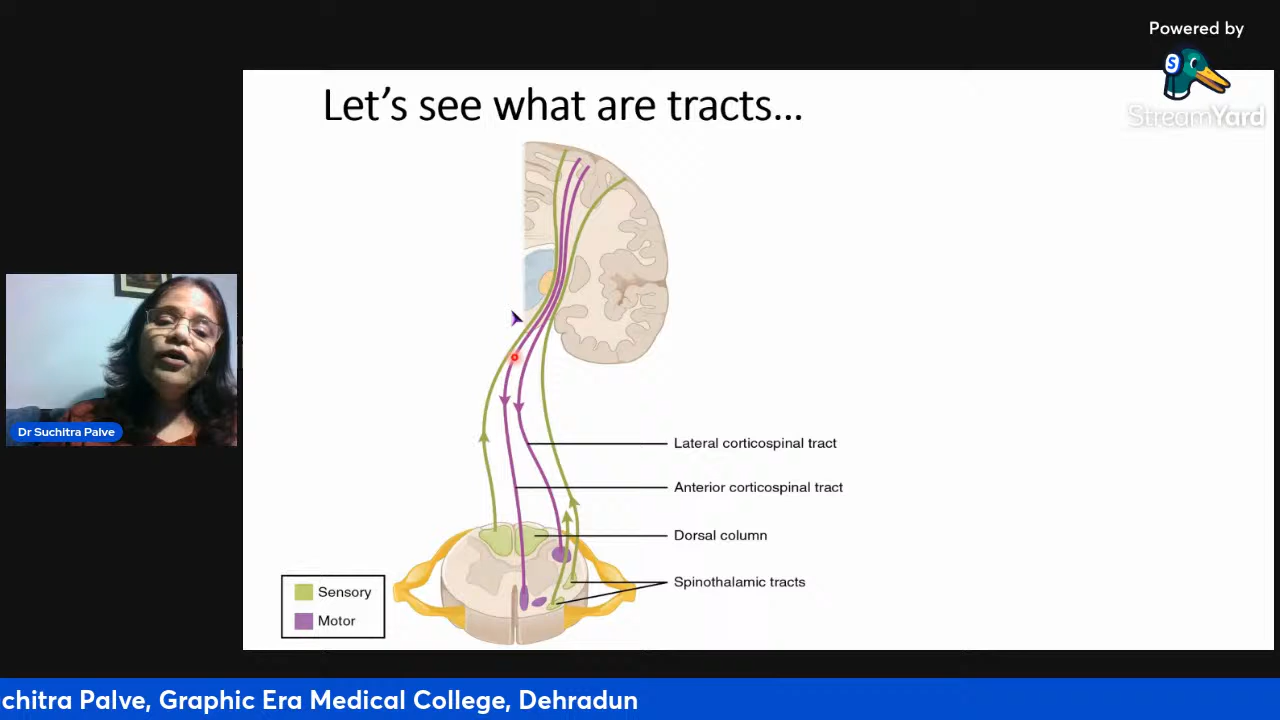 Powered by
S
StreamYard
Let's see what are tracts...
Lateral corticospinal tract
Anterior corticospinal tract
Dorsal column
Spinothalamic tracts
Sensory
Motor
Dr Suchitra Palve
chitra Palve, Graphic Era Medical College, Dehradun